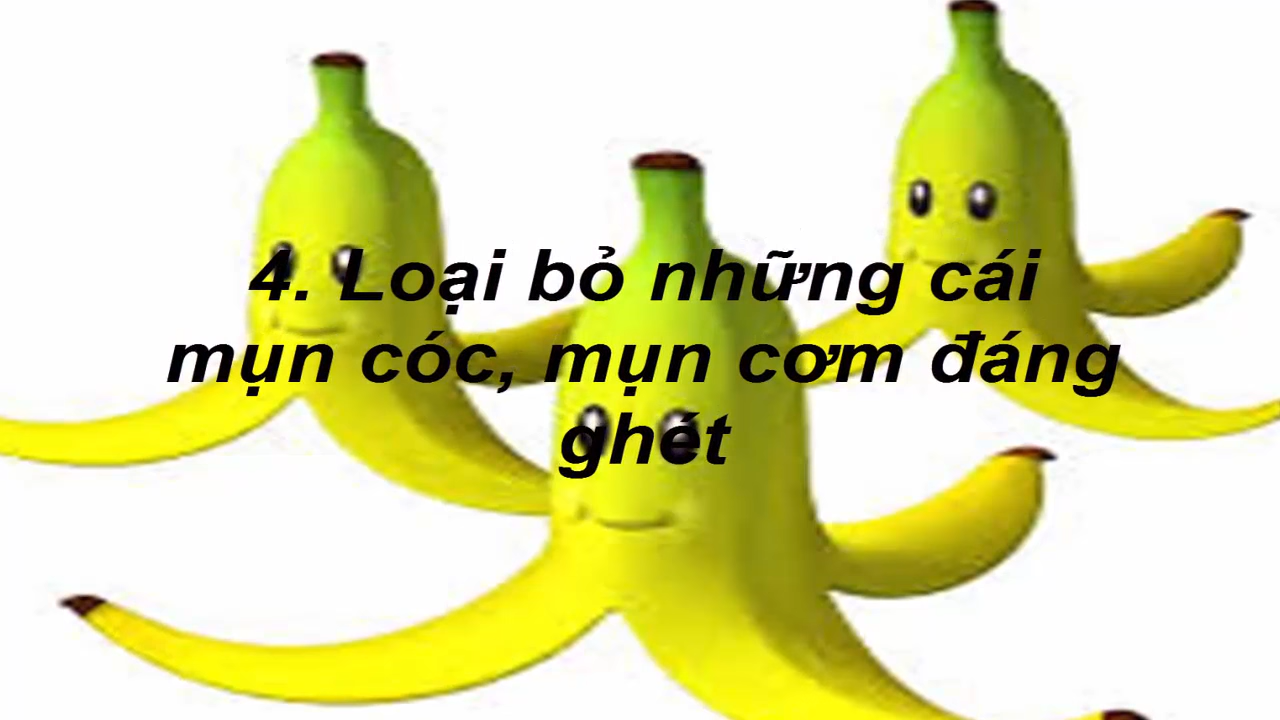 4. Loại bỏ những cái
mụn cóc, mụn cơm đáng
ghét